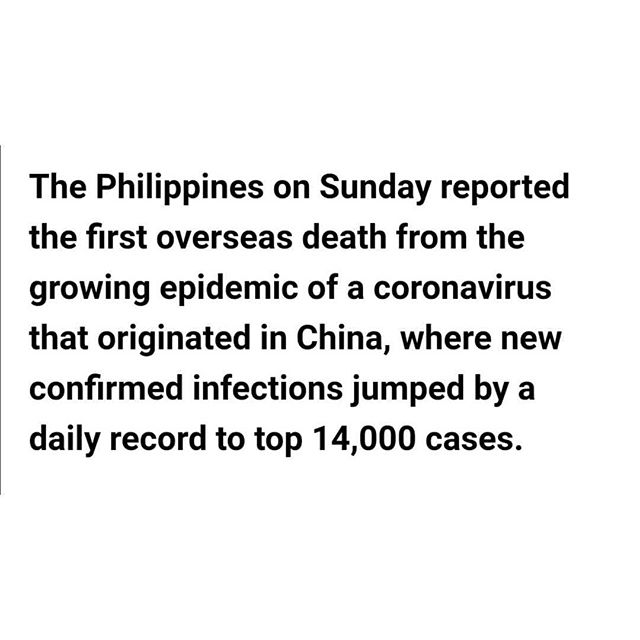 The Philippines on Sunday reported
the first overseas death from the
growing epidemic of a coronavirus
that originated in China, where new
confirmed infections jumped by a
daily record to top 14,000 cases.